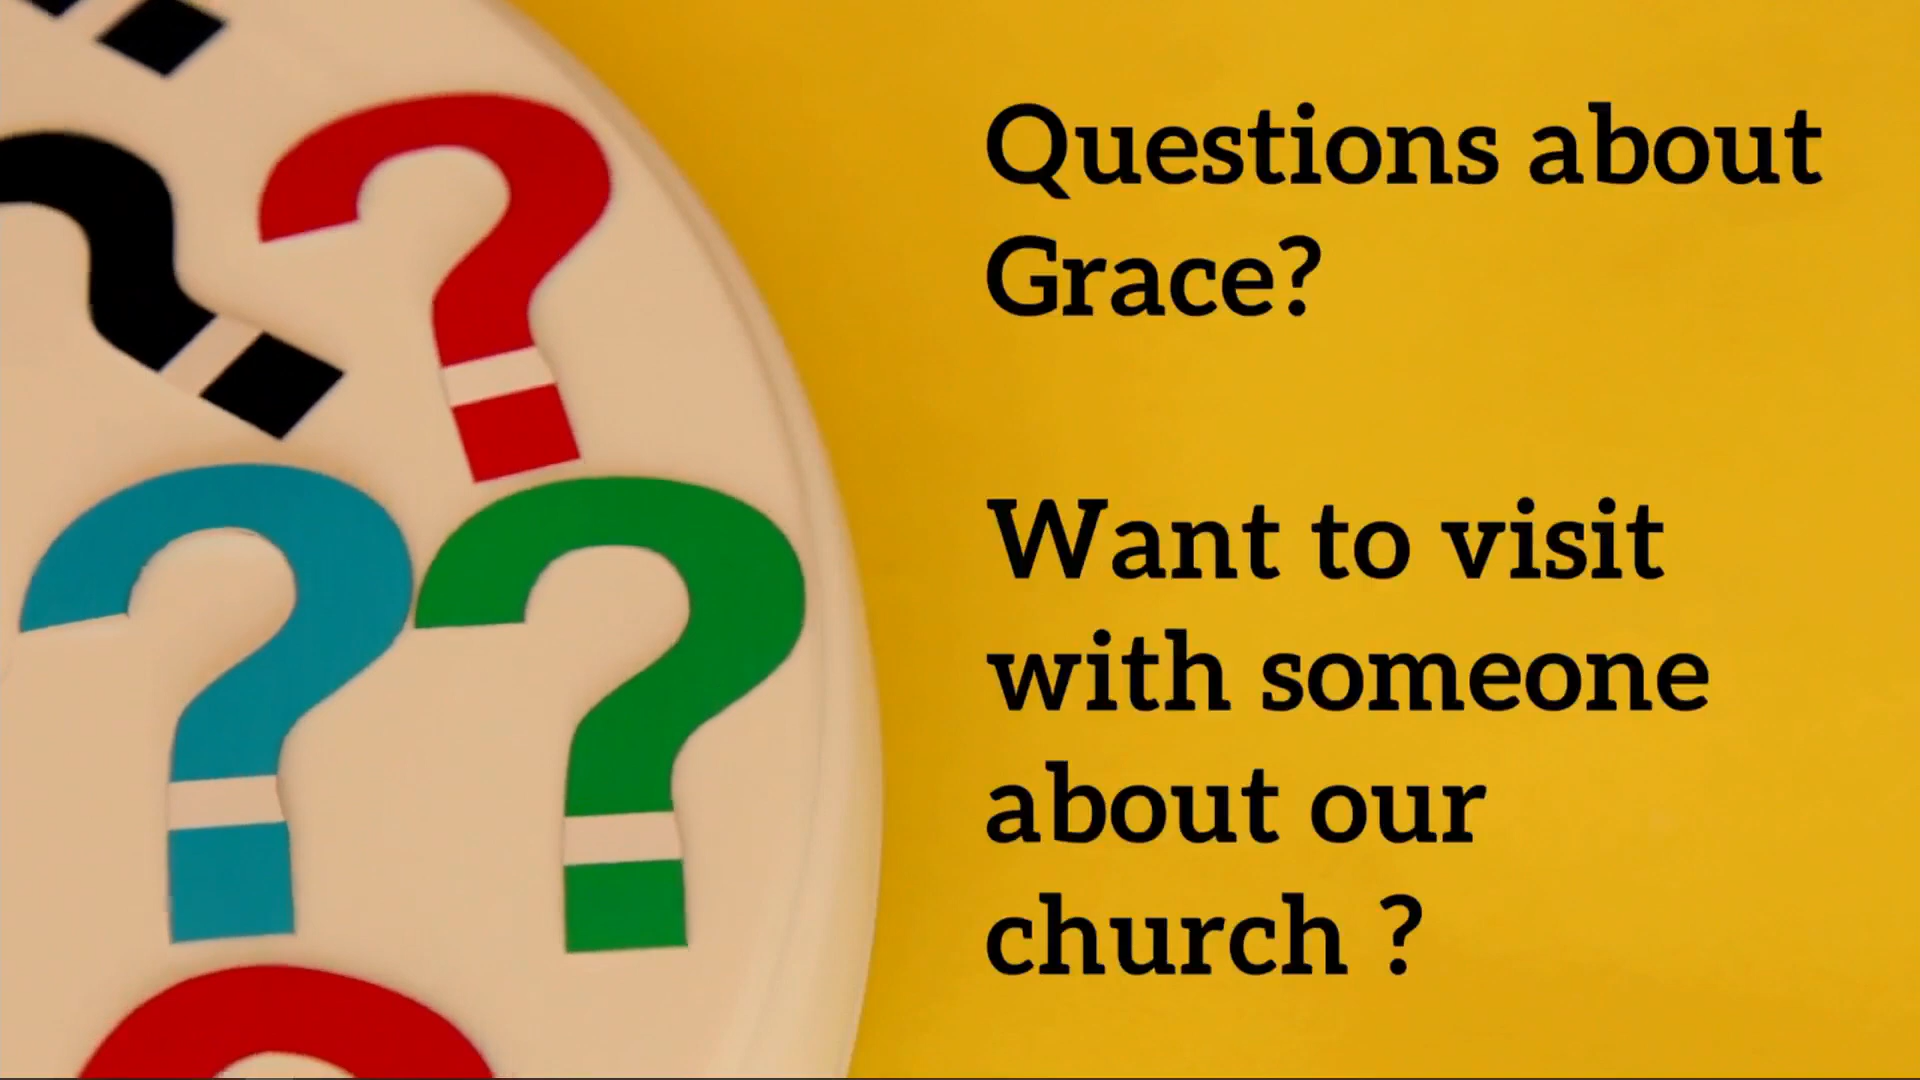 Questions about
Grace?
Want to visit
with someone
about our
church ?